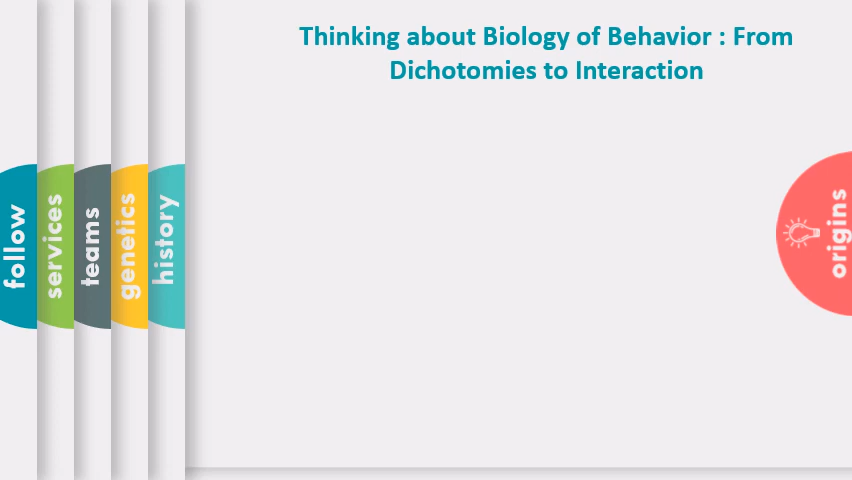 Thinking about Biology of Behavior : From
Dichotomies to Interaction
follow
services
teams
genetics
history
origins